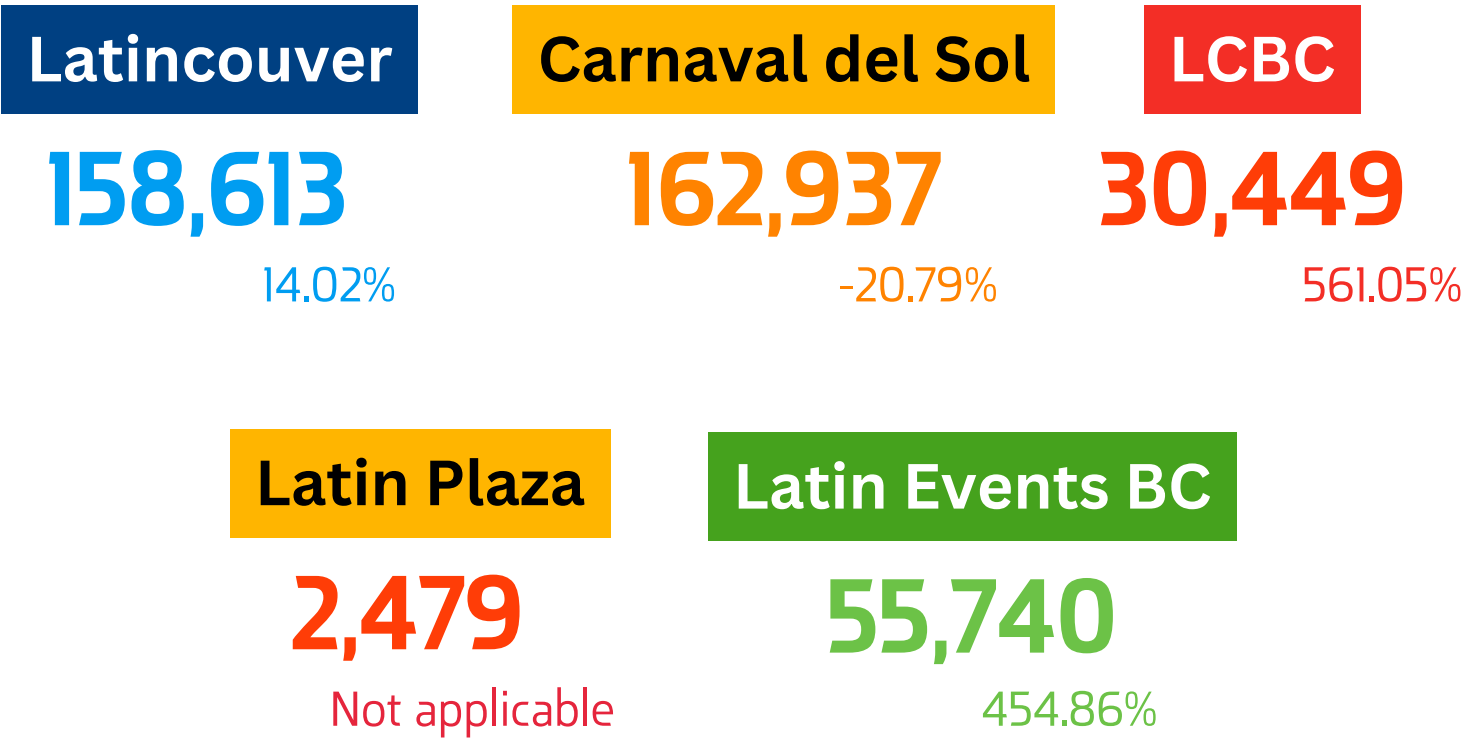 Latincouver
Carnaval del Sol
LCBC
158,613
162,937
30,449
14.02%
-20.79%
561.05%
Latin Plaza
Latin Events BC
2,479
55,740
Not applicable
454.86%